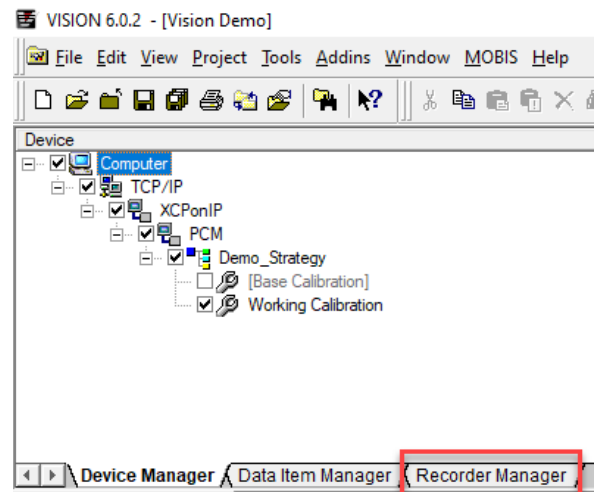 VISION 6.0.2 - [Vision Demo]
File Edit View Project Tools Addins Window MOBIS Help
Device
Computer
TCP/IP
XCPonIP
PCM
Demo_Strategy
[Base Calibration]
Working Calibration
Device Manager Data Item Manager Recorder Manager